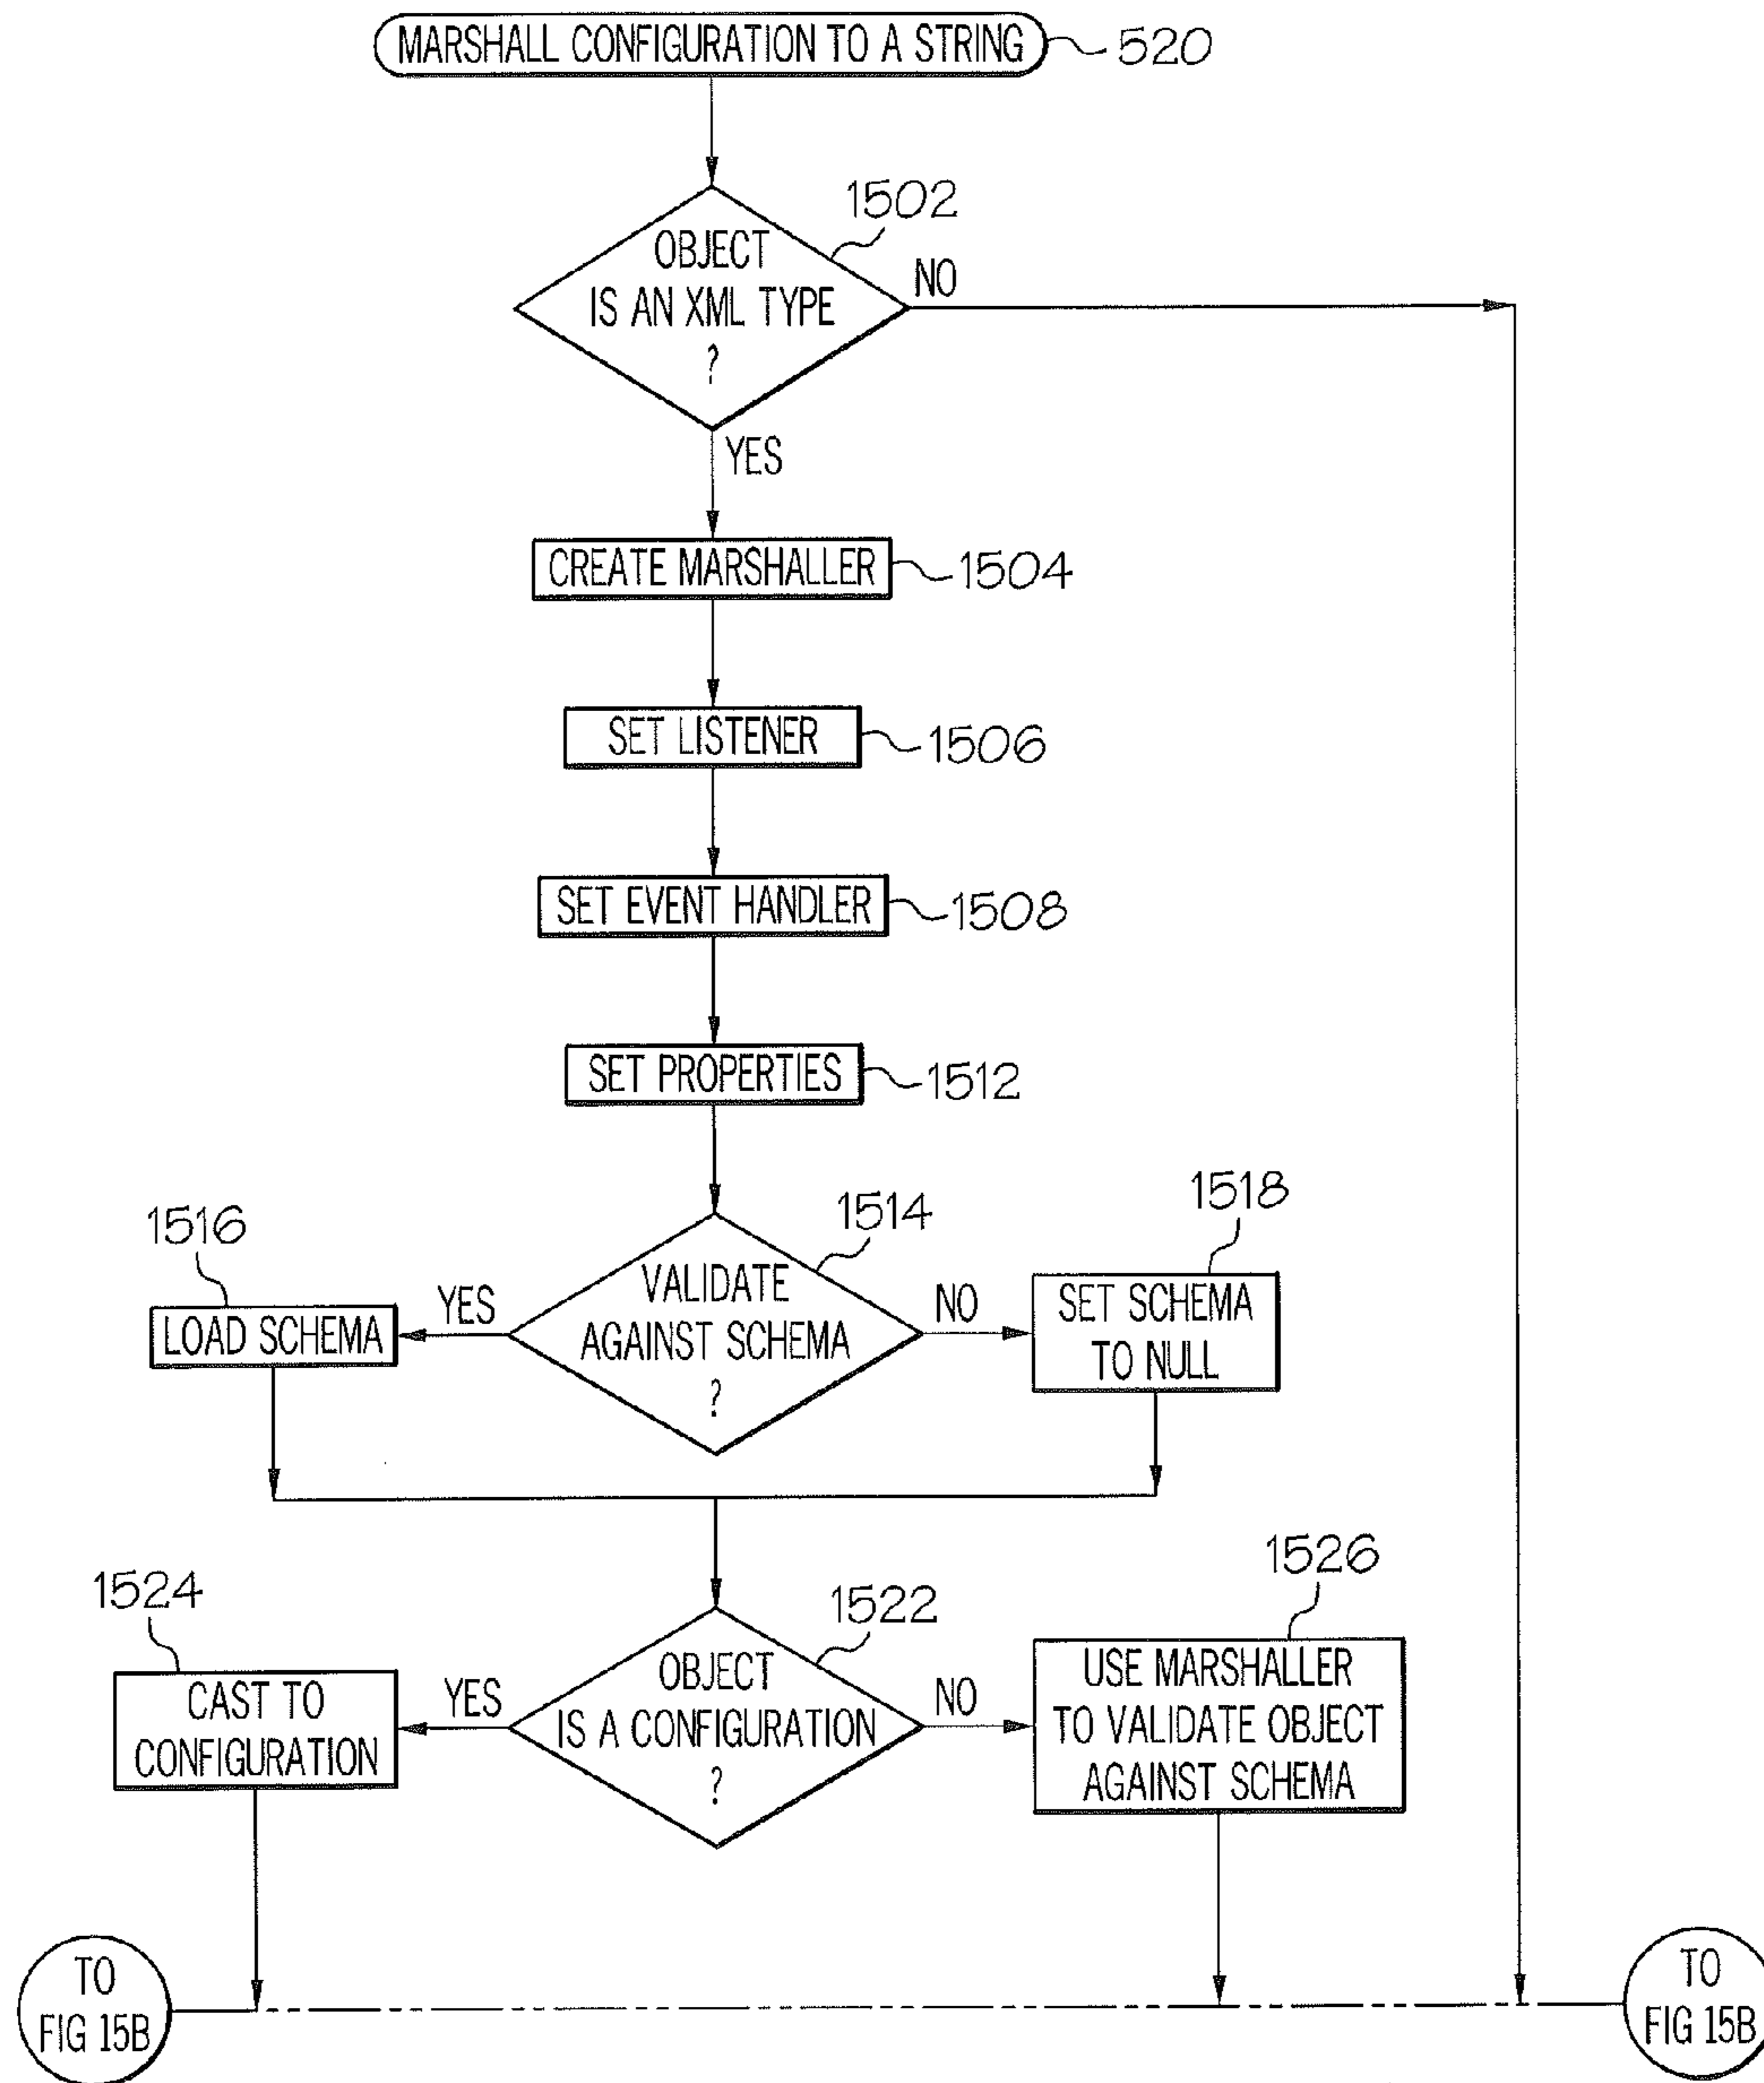 MARSHALL CONFIGURATION TO A STRING
520
1502
OBJECT
IS AN XML TYPE
?
NO
YES
CREATE MARSHALLER
1504
SET LISTENER
1506
SET EVENT HANDLER
1508
SET PROPERTIES
1512
1514
1516
1518
VALIDATE
AGAINST SCHEMA
?
YES
NO
LOAD SCHEMA
SET SCHEMA
TO NULL
1522
1524
1526
OBJECT
IS A CONFIGURATION
?
YES
NO
CAST TO
CONFIGURATION
USE MARSHALLER
TO VALIDATE OBJECT
AGAINST SCHEMA
TO
FIG 15B
TO
FIG 15B